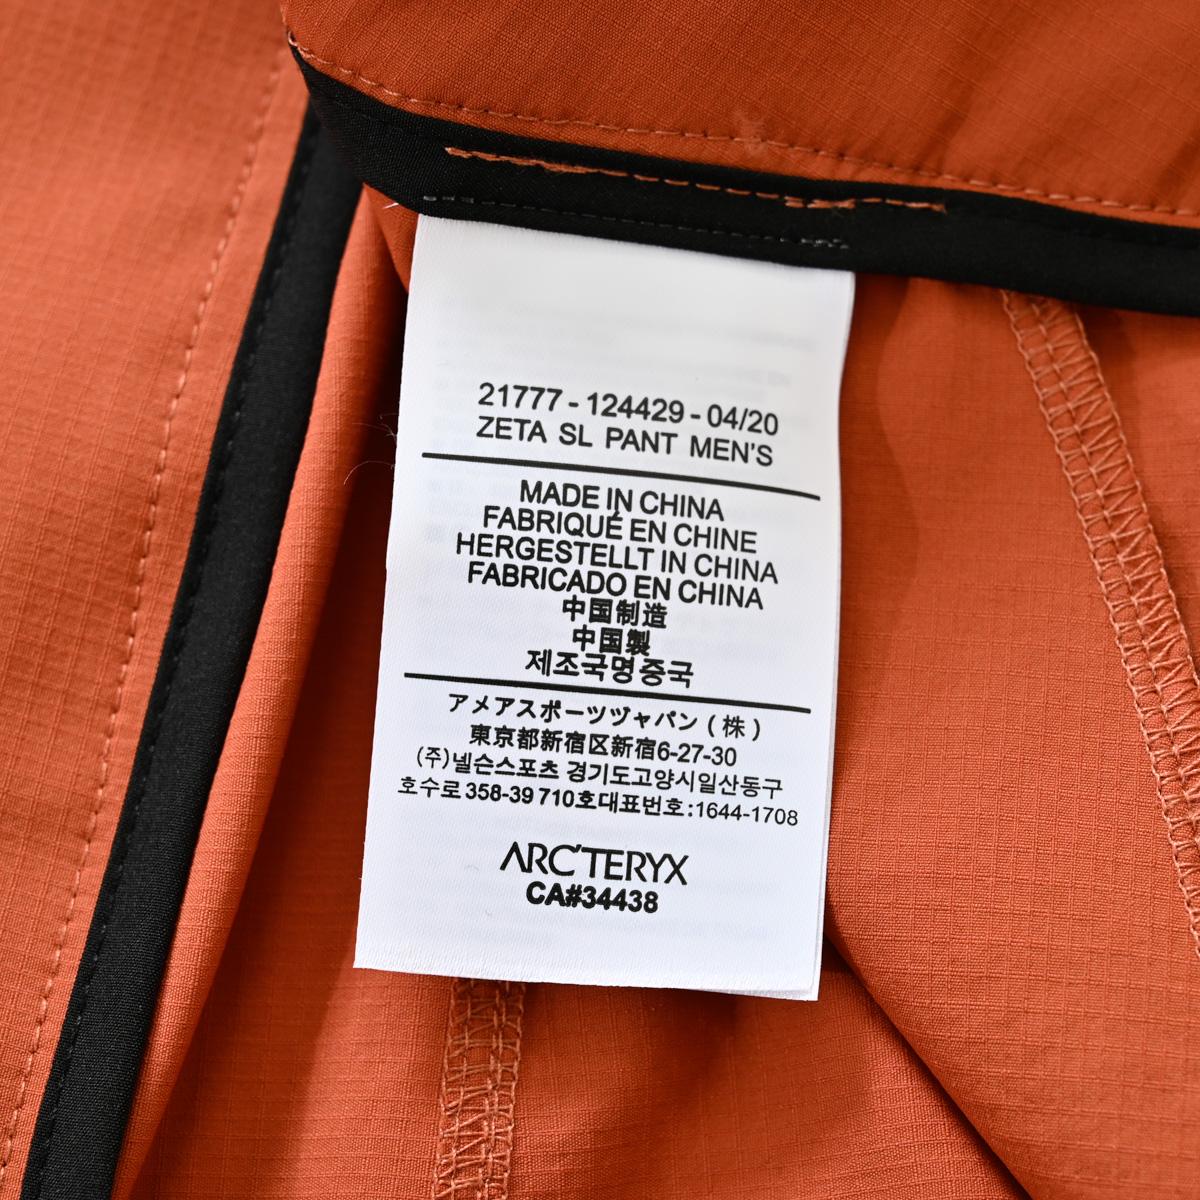 21777 - 124429 - 04/20
ZETA SL PANT MEN'S
MADE IN CHINA
FABRIQUÉ EN CHINE
HERGESTELLT IN CHINA
FABRICADO EN CHINA
中国制造
中国製
제조국명중국
アメアスポーツヅャパン (株)
東京都新宿区新宿6-27-30
(주)넬슨스포츠 경기도고양시일산동구
호수로 358-39 710호대표번호:1644-1708
ARC'TERYX
CA#34438